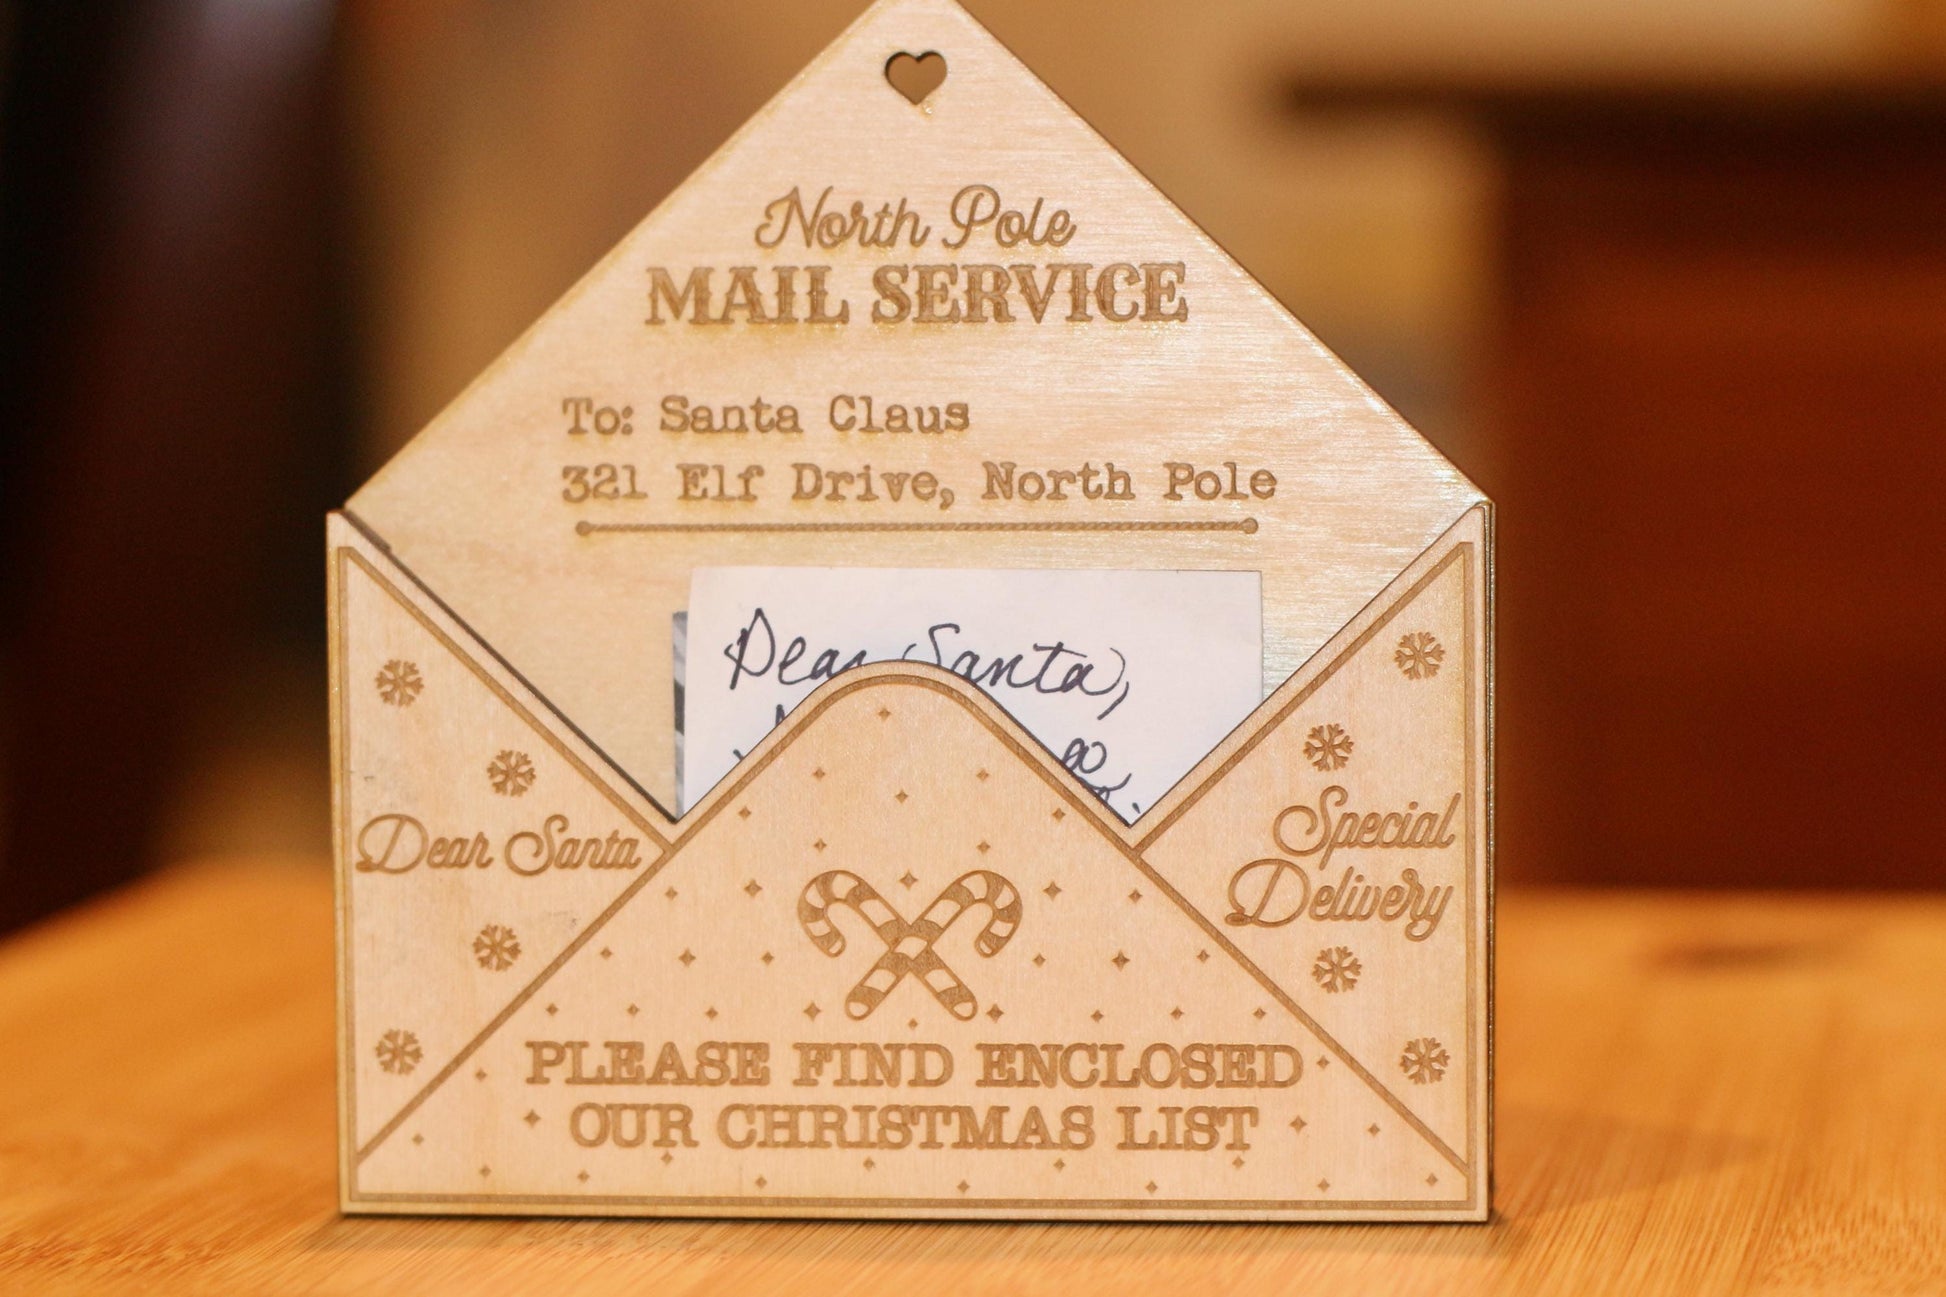 North Pole
MAIL SERVICE
To: Santa Claus
321 Elf Drive, North Pole
Dear Santa,
Dear Santa
Special
Delivery
PLEASE FIND ENCLOSED
OUR CHRISTMAS LIST